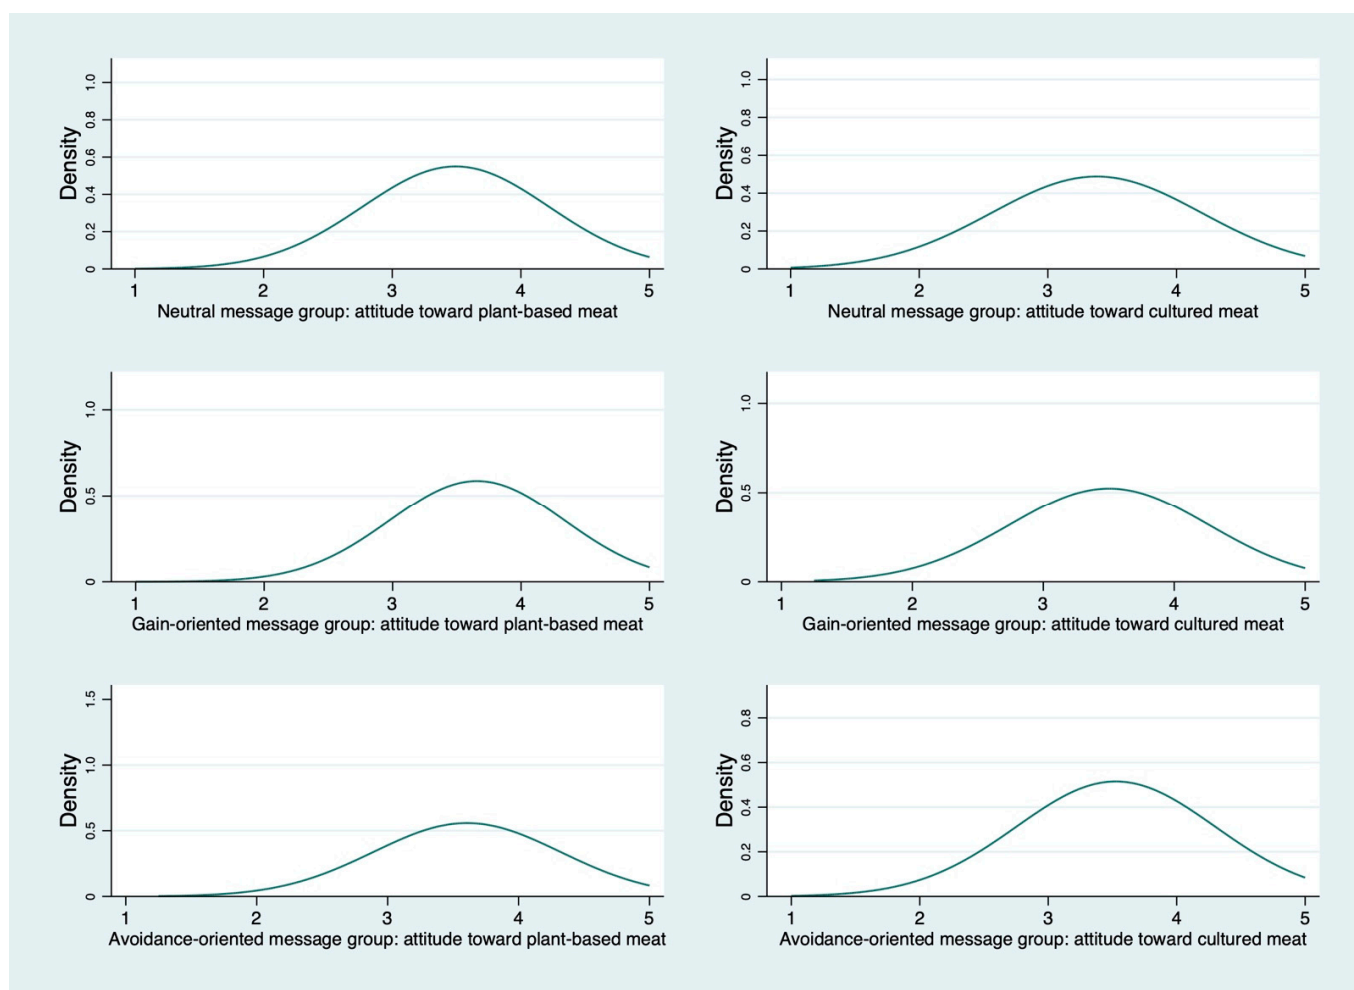 1.0
0.8
0.6
0.4
0.2
0
Density
1 2 3 4 5
Neutral message group: attitude toward plant-based meat
1.0
0.8
0.6
0.4
0.2
0
Density
1 2 3 4 5
Neutral message group: attitude toward cultured meat
1.0
0.5
0
Density
1 2 3 4 5
Gain-oriented message group: attitude toward plant-based meat
1.0
0.5
0
Density
1 2 3 4 5
Gain-oriented message group: attitude toward cultured meat
1.5
1.0
0.5
0
Density
1 2 3 4 5
Avoidance-oriented message group: attitude toward plant-based meat
0.8
0.6
0.4
0.2
0
Density
1 2 3 4 5
Avoidance-oriented message group: attitude toward cultured meat